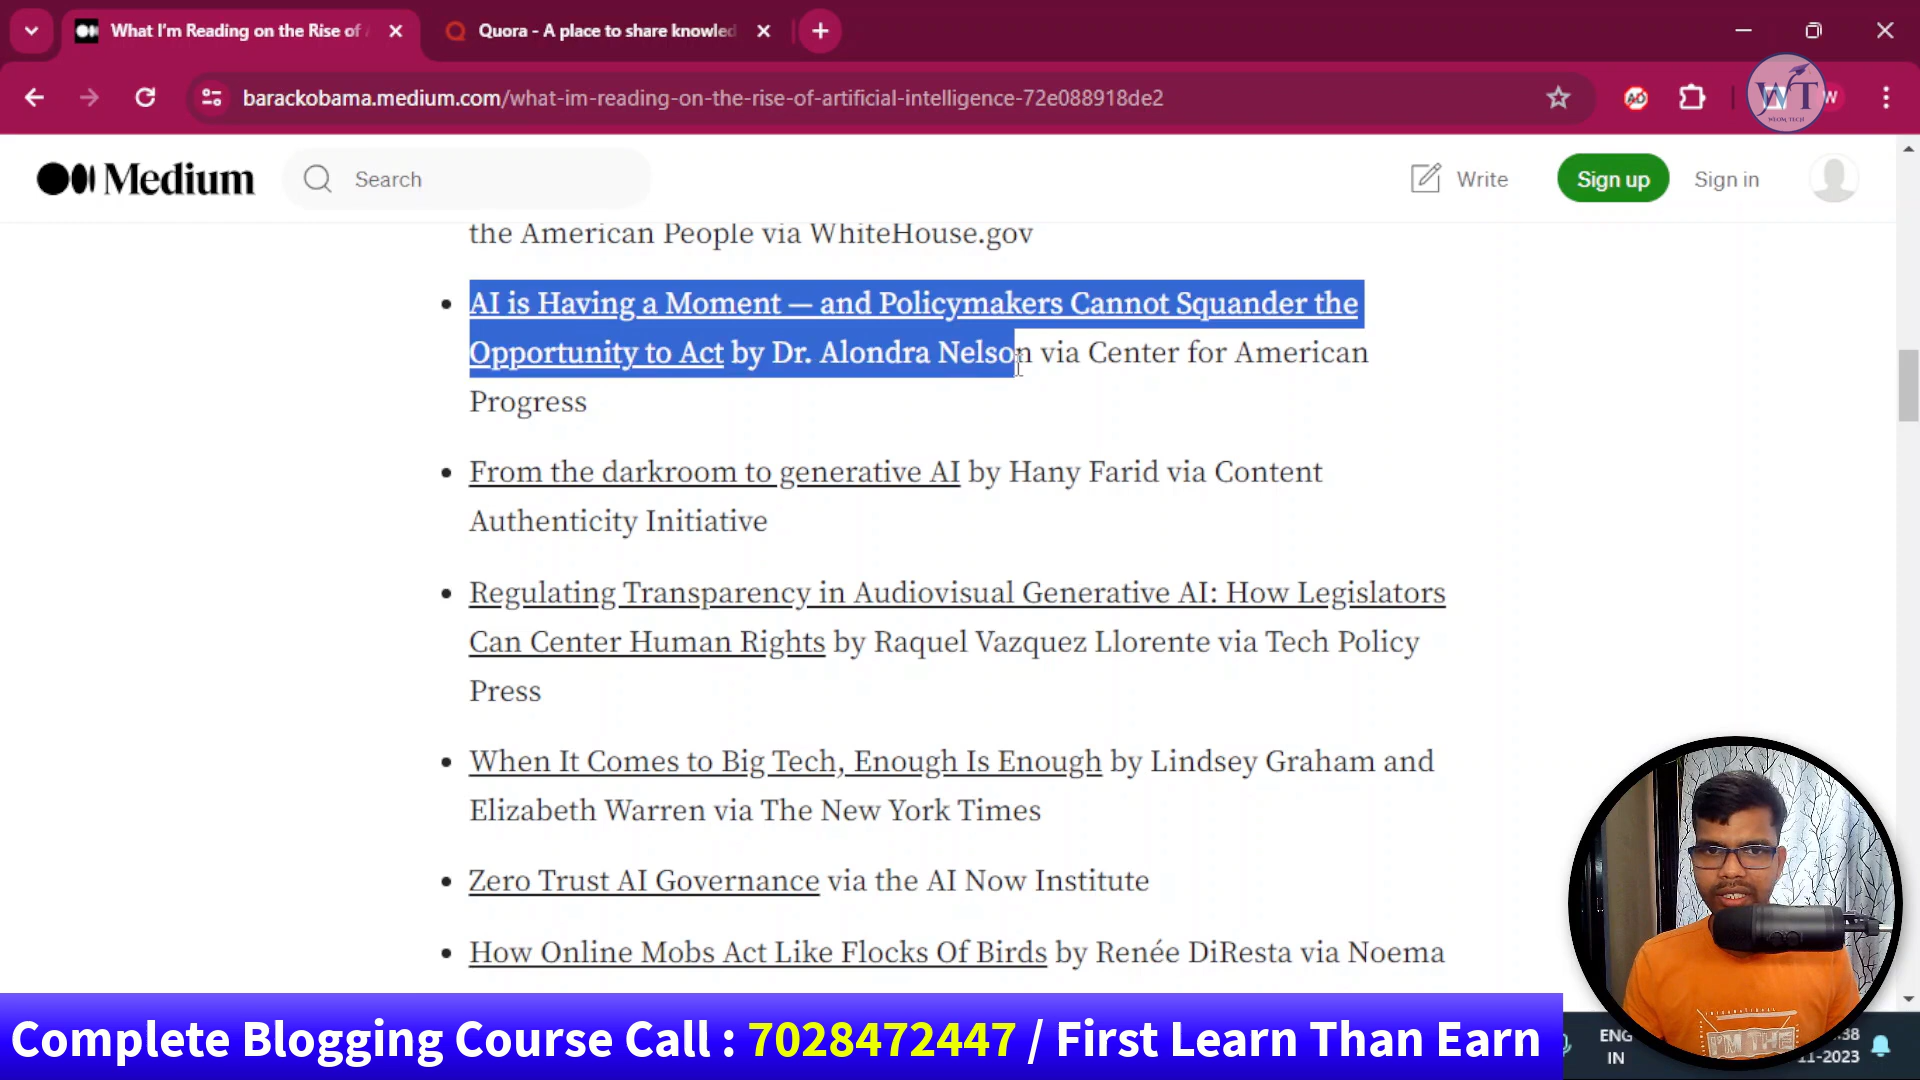 What I'm Reading on the Rise of
Quora - A place to share knowled
barackobama.medium.com/what-im-reading-on-the-rise-of-artificial-intelligence-72e088918de2
WT
W
Medium
Search
Write
Sign up
Sign in
the American People via WhiteHouse.gov
• AI is Having a Moment — and Policymakers Cannot Squander the
Opportunity to Act by Dr. Alondra Nelson via Center for American
Progress
• From the darkroom to generative AI by Hany Farid via Content
Authenticity Initiative
• Regulating Transparency in Audiovisual Generative AI: How Legislators
Can Center Human Rights by Raquel Vazquez Llorente via Tech Policy
Press
• When It Comes to Big Tech, Enough Is Enough by Lindsey Graham and
Elizabeth Warren via The New York Times
• Zero Trust AI Governance via the AI Now Institute
• How Online Mobs Act Like Flocks Of Birds by Renée DiResta via Noema
I'M THE
Complete Blogging Course Call : 7028472447 / First Learn Than Earn
ENG
IN
:38
11-2023